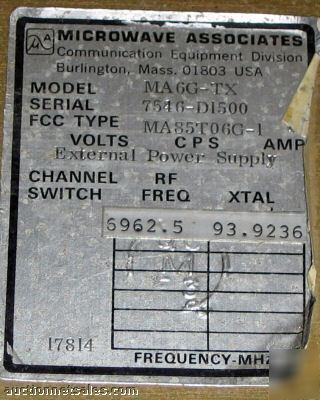 MICROWAVE ASSOCIATES
Communication Equipment Division
Burlington, Mass. 01803 USA
MODEL MA6G-TX
SERIAL 7546-D1500
FCC TYPE MA85T06G-1
VOLTS CPS AMP
External Power Supply
CHANNEL RF
SWITCH FREQ XTAL
6962.5 93.9236
17814
FREQUENCY-MHZ
auctionnetsales.com